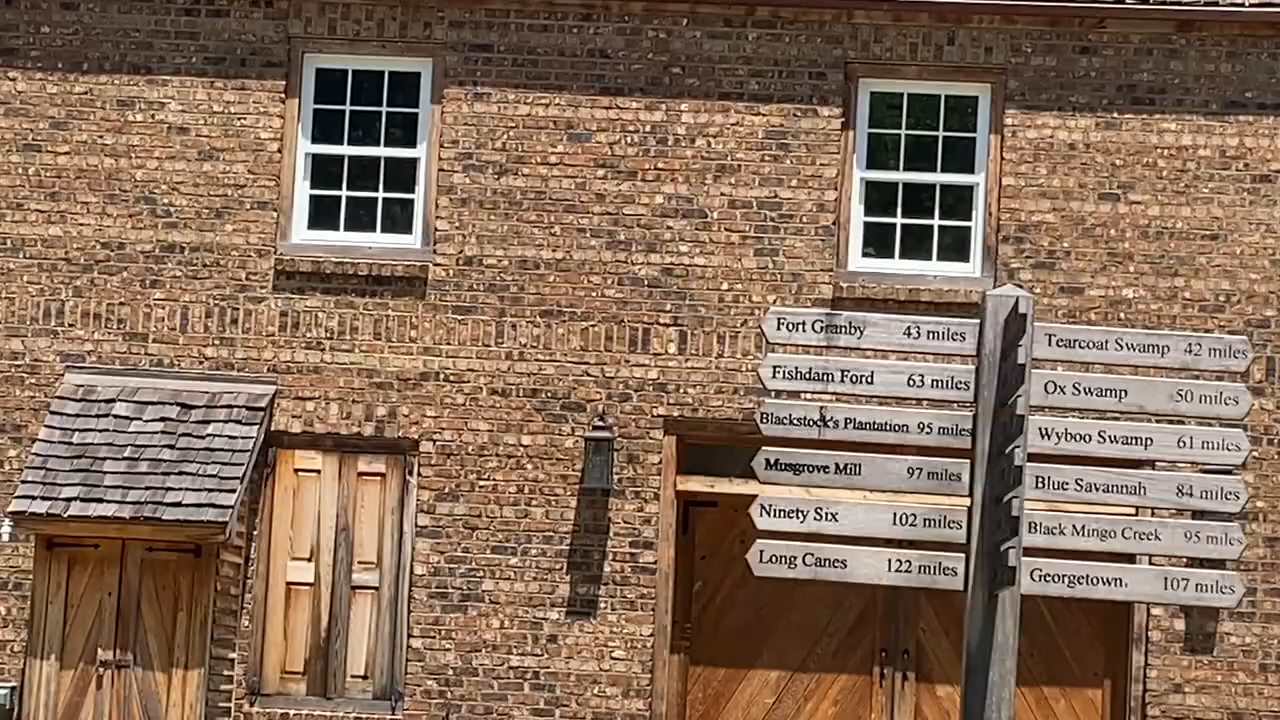 Fort Granby 43 miles
Fishdam Ford 63 miles
Blackstock's Plantation 95 miles
Musgrove Mill 97 miles
Ninety Six 102 miles
Long Canes 122 miles
Tearcoat Swamp 42 miles
Ox Swamp 50 miles
Wyboo Swamp 61 miles
Blue Savannah 84 miles
Black Mingo Creek 95 miles
Georgetown. 107 miles